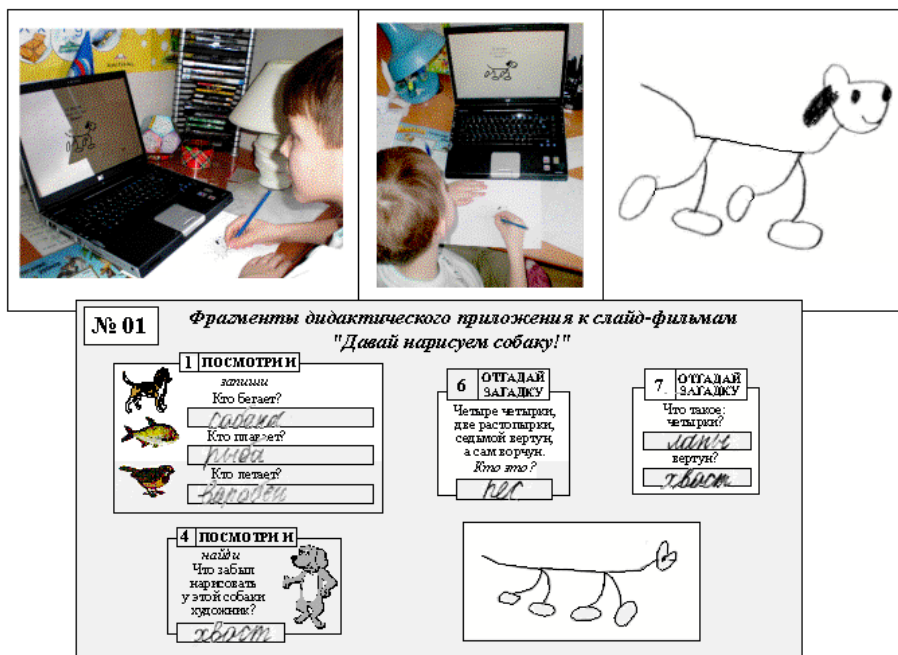 № 01
Фрагменты дидактического приложения к слайд-фильмам
"Давай нарисуем собаку!"
1 ПОСМОТРИ И
запиши
Кто бегает?
собака
Кто плавает?
рыба
Кто летает?
воробей
4 ПОСМОТРИ И
найди
Что забыл
нарисовать
у этой собаки
художник?
хвост
6 ОТГАДАЙ
ЗАГАДКУ
Четыре четырки,
две растопырки,
седьмой вертун,
а сам ворчун.
Кто это?
пес
7. ОТГАДАЙ
ЗАГАДКУ
Что такое:
четырки?
лапы
вертун?
хвост